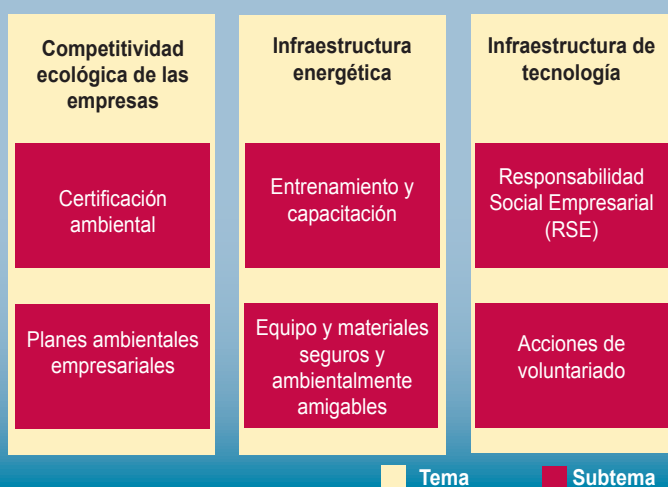 Competitividad
ecológica de las
empresas
Certificación
ambiental
Planes ambientales
empresariales
Infraestructura
energética
Entrenamiento y
capacitación
Equipo y materiales
seguros y
ambientalmente
amigables
Infraestructura de
tecnología
Responsabilidad
Social Empresarial
(RSE)
Acciones de
voluntariado
Tema
Subtema